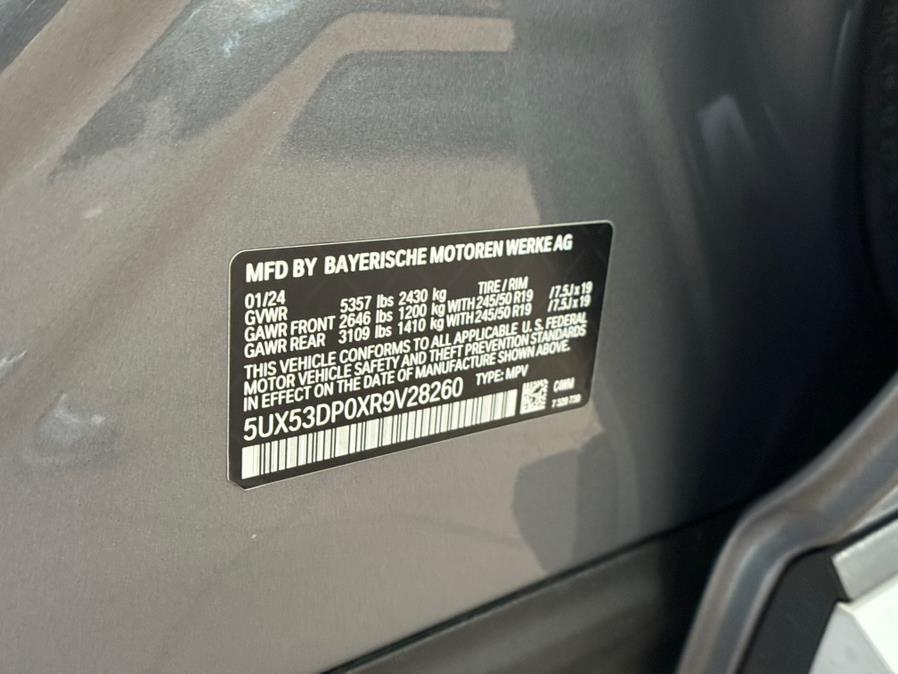 MFD BY BAYERISCHE MOTOREN WERKE AG
01/24 TIRE / RIM
GVWR 5357 lbs 2430 kg
GAWR FRONT 2646 lbs 1200 kg WITH 245/50 R19 /7.5J x 19
GAWR REAR 3109 lbs 1410 kg WITH 245/50 R19 /7.5J x 19
THIS VEHICLE CONFORMS TO ALL APPLICABLE U. S. FEDERAL
MOTOR VEHICLE SAFETY AND THEFT PREVENTION STANDARDS
IN EFFECT ON THE DATE OF MANUFACTURE SHOWN ABOVE.
5UX53DP0XR9V28260 TYPE: MPV